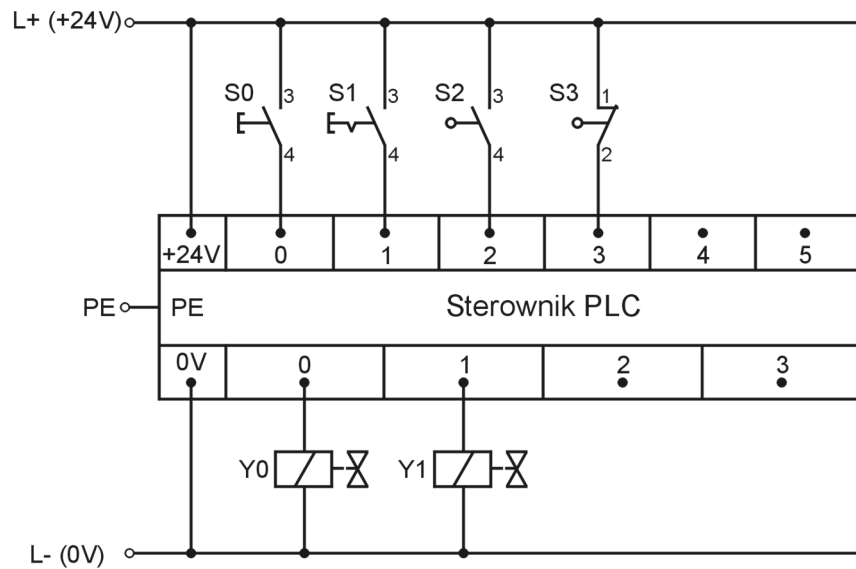 L+ (+24V)
S0 3 S1 3 S2 3 S3 1
4 4 4 2
+24V 0 1 2 3 4 5
PE PE Sterownik PLC
0V 0 1 2 3
Y0 Y1
L- (0V)